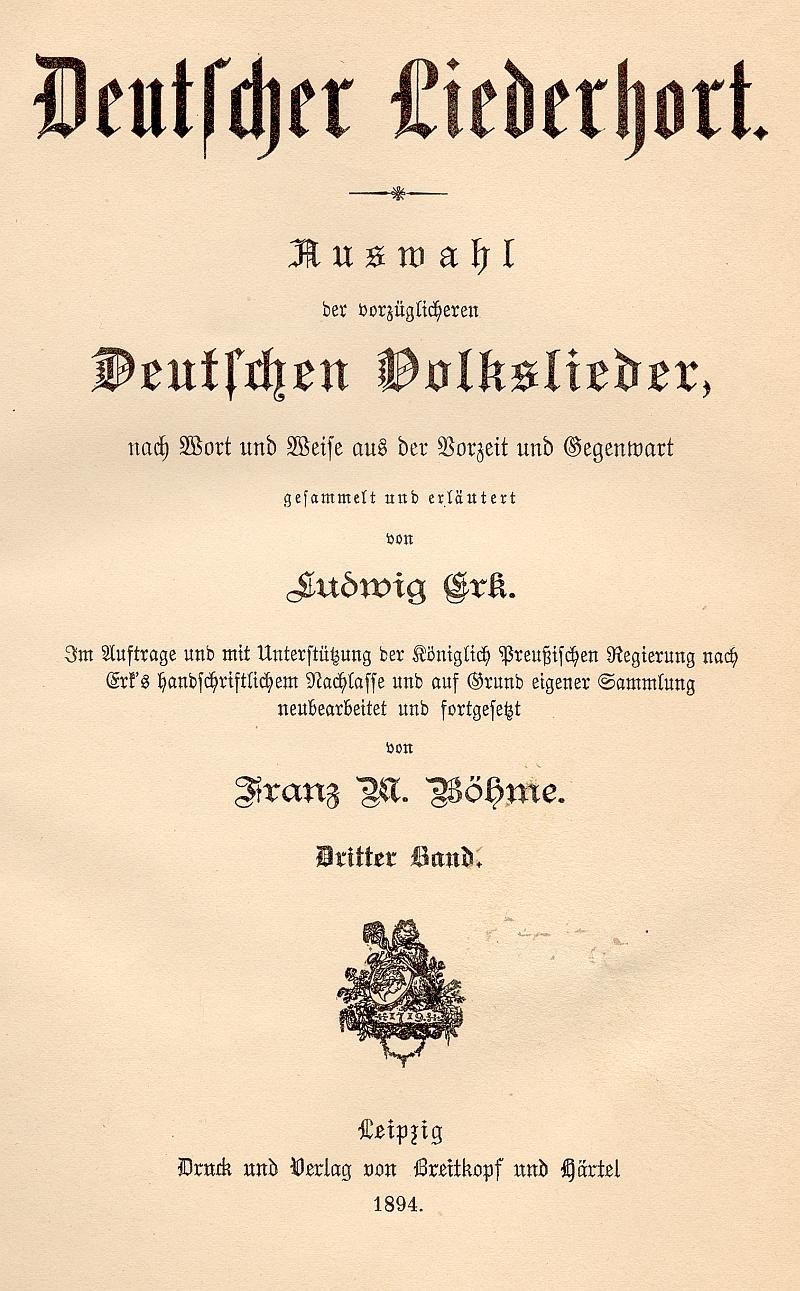 Deutscher Liederhort.
Auswahl
der vorzüglicheren
Deutschen Volkslieder,
nach Wort und Weise aus der Vorzeit und Gegenwart
gesammelt und erläutert
von
Ludwig Erk.
Im Auftrage und mit Unterstützung der Königlich Preußischen Regierung nach
Erk's handschriftlichem Nachlasse und auf Grund eigener Sammlung
neubearbeitet und fortgesetzt
von
Franz M. Böhme.
Dritter Band.
1719
Leipzig
Druck und Verlag von Breitkopf und Härtel
1894.